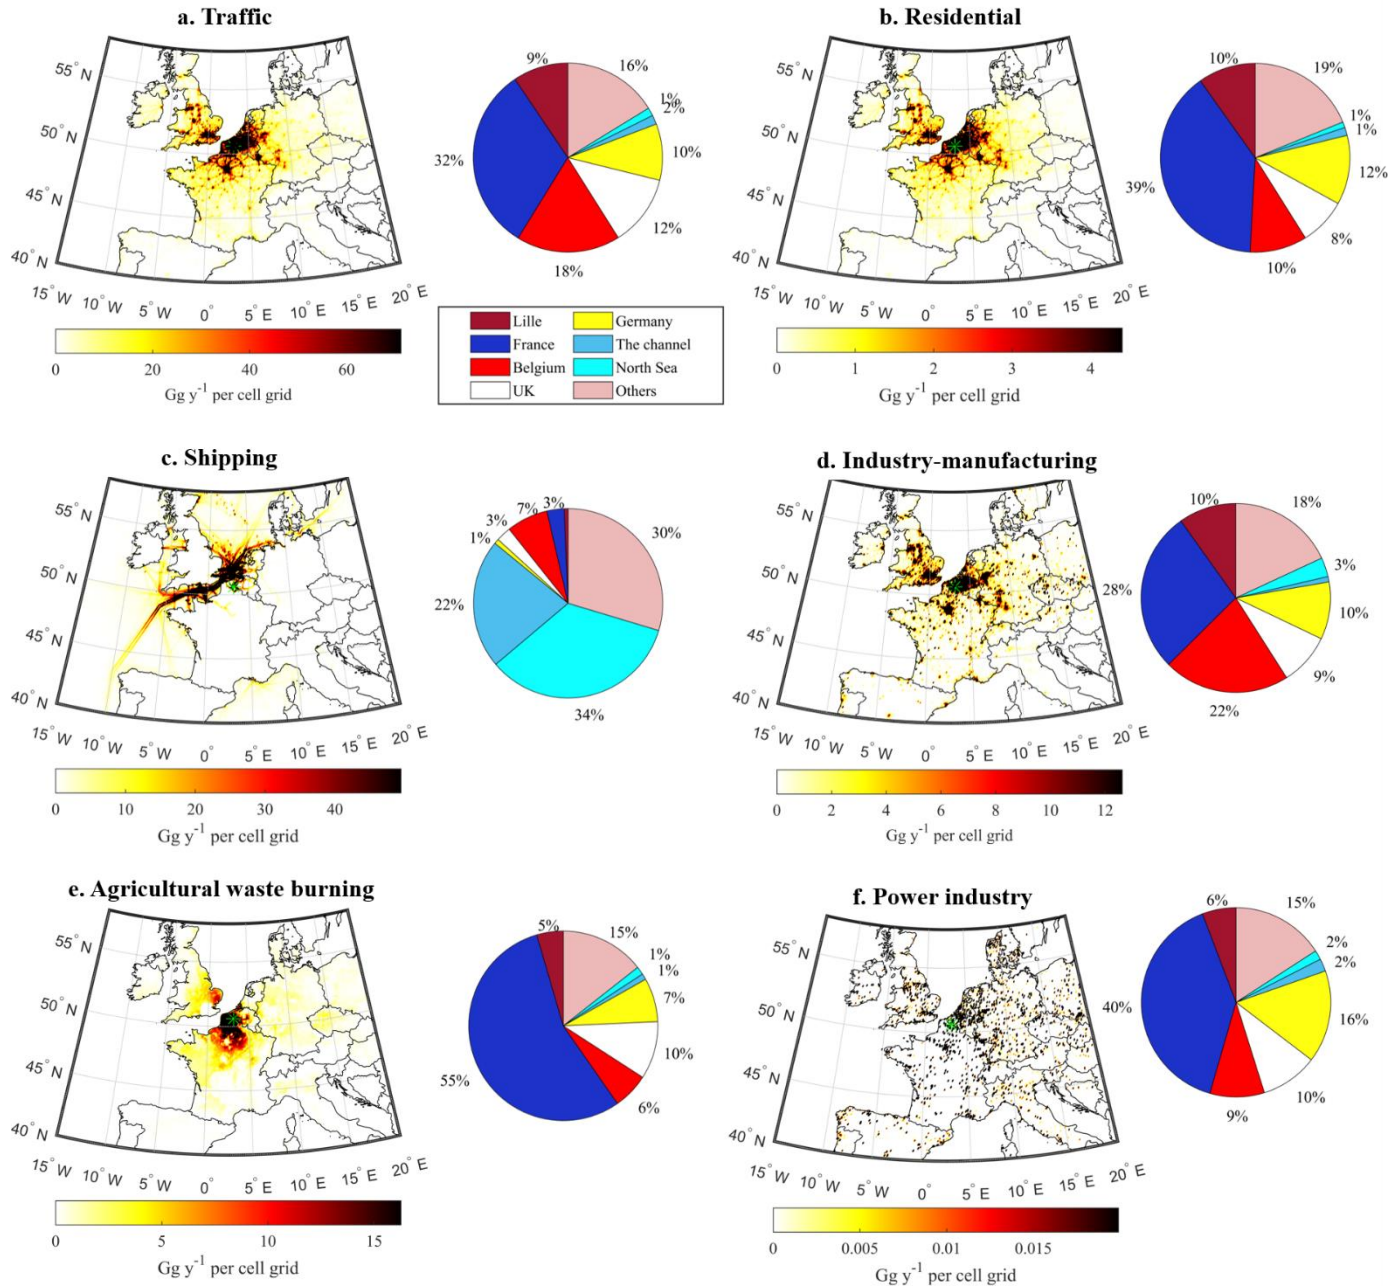 a. Traffic
55° N
50° N
45° N
40° N
15° W 10° W 5° W 0° 5° E 10° E 15° E 20° E
0 20 40 60
Gg y⁻¹ per cell grid
9%
16%
1%
2%
10%
12%
18%
32%
b. Residential
55° N
50° N
45° N
40° N
15° W 10° W 5° W 0° 5° E 10° E 15° E 20° E
0 1 2 3 4
Gg y⁻¹ per cell grid
10%
19%
1%
1%
12%
8%
10%
39%
Lille Germany
France The channel
Belgium North Sea
UK Others
c. Shipping
55° N
50° N
45° N
40° N
15° W 10° W 5° W 0° 5° E 10° E 15° E 20° E
0 10 20 30 40
Gg y⁻¹ per cell grid
3%
7%
3%
1%
22%
30%
34%
d. Industry-manufacturing
55° N
50° N
45° N
40° N
15° W 10° W 5° W 0° 5° E 10° E 15° E 20° E
0 2 4 6 8 10 12
Gg y⁻¹ per cell grid
10%
18%
3%
10%
9%
22%
28%
e. Agricultural waste burning
55° N
50° N
45° N
40° N
15° W 10° W 5° W 0° 5° E 10° E 15° E 20° E
0 5 10 15
Gg y⁻¹ per cell grid
5%
15%
1%
1%
7%
10%
6%
55%
f. Power industry
55° N
50° N
45° N
40° N
15° W 10° W 5° W 0° 5° E 10° E 15° E 20° E
0 0.005 0.01 0.015
Gg y⁻¹ per cell grid
6%
15%
2%
2%
16%
10%
9%
40%